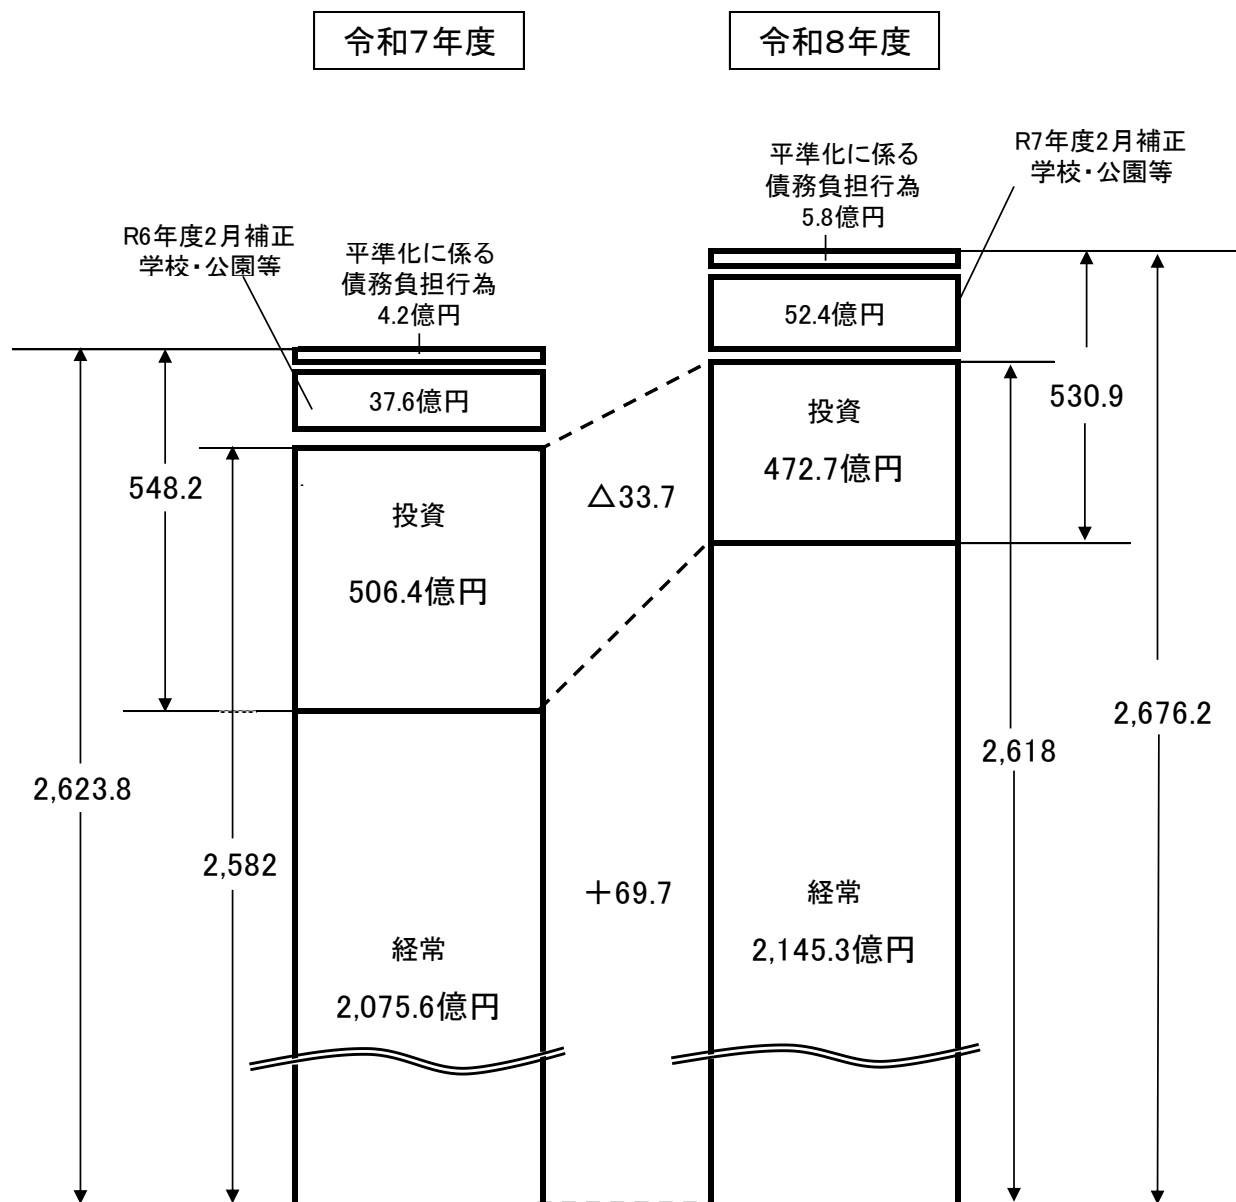 令和7年度
令和8年度
R6年度2月補正
学校・公園等
平準化に係る
債務負担行為
4.2億円
平準化に係る
債務負担行為
5.8億円
R7年度2月補正
学校・公園等
37.6億円
52.4億円
548.2
投資
506.4億円
△33.7
投資
472.7億円
530.9
2,623.8
2,582
2,618
2,676.2
経常
2,075.6億円
+69.7
経常
2,145.3億円